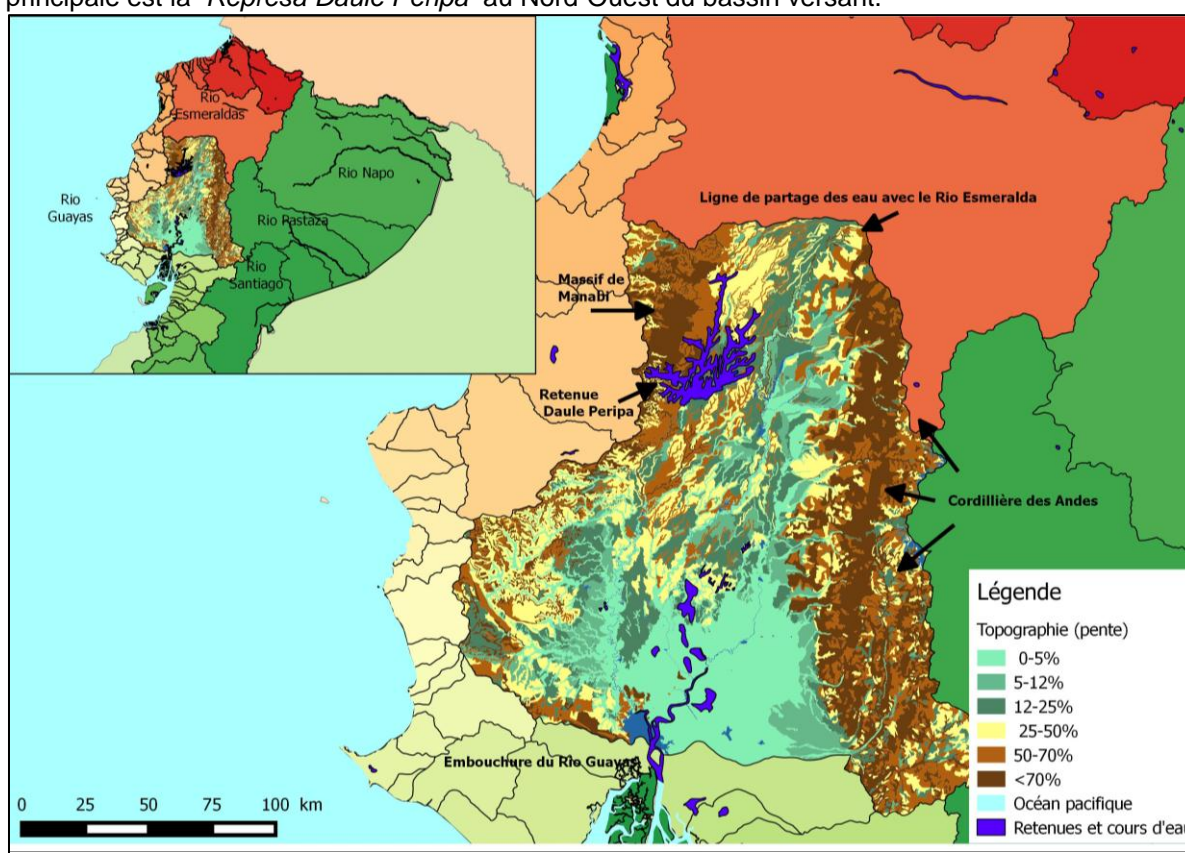 principale est la "Represa Daule Peripa" au Nord Ouest du bassin versant.
Rio
Esmeraldas
Rio Napo
Rio
Guayas
Rio Pastaza
Rio
Santiago
Ligne de partage des eau avec le Rio Esmeralda
Massif de
Manabi
Retenue
Daule Peripa
Cordillière des Andes
Embouchure du Rio Guayas
0 25 50 75 100 km
Légende
Topographie (pente)
0-5%
5-12%
12-25%
25-50%
50-70%
<70%
Océan pacifique
Retenues et cours d'eau